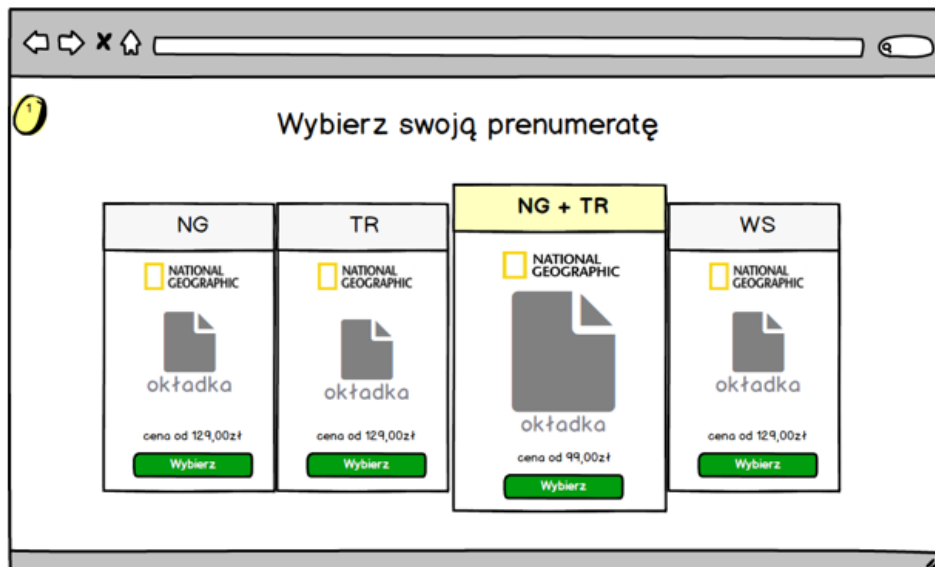 1
Wybierz swoją prenumeratę
NG
NATIONAL
GEOGRAPHIC
okładka
cena od 129,00zł
Wybierz
TR
NATIONAL
GEOGRAPHIC
okładka
cena od 129,00zł
Wybierz
NG + TR
NATIONAL
GEOGRAPHIC
okładka
cena od 99,00zł
Wybierz
WS
NATIONAL
GEOGRAPHIC
okładka
cena od 129,00zł
Wybierz